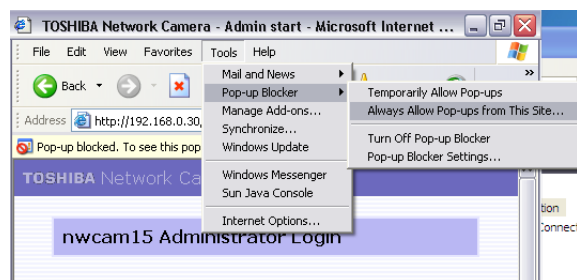 TOSHIBA Network Camera - Admin start - Microsoft Internet ...
File Edit View Favorites Tools Help
Back
Mail and News
Pop-up Blocker
Manage Add-ons...
Synchronize...
Windows Update
Windows Messenger
Sun Java Console
Internet Options...
Temporarily Allow Pop-ups
Always Allow Pop-ups from This Site...
Turn Off Pop-up Blocker
Pop-up Blocker Settings...
Address http://192.168.0.30,
Pop-up blocked. To see this pop
TOSHIBA Network Ca
nwcam15 Administrator Login
tion
Connect